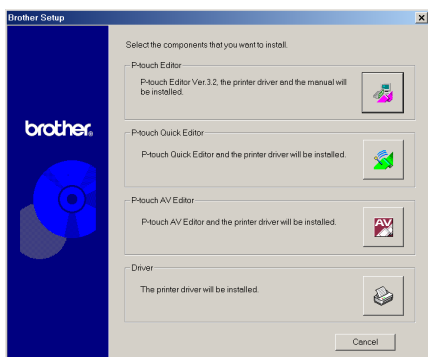 Brother Setup
Select the components that you want to install.
P-touch Editor
P-touch Editor Ver 3.2, the printer driver and the manual will
be installed.
brother®
P-touch Quick Editor
P-touch Quick Editor and the printer driver will be installed.
P-touch AV Editor
P-touch AV Editor and the printer driver will be installed.
AV
Driver
The printer driver will be installed.
Cancel